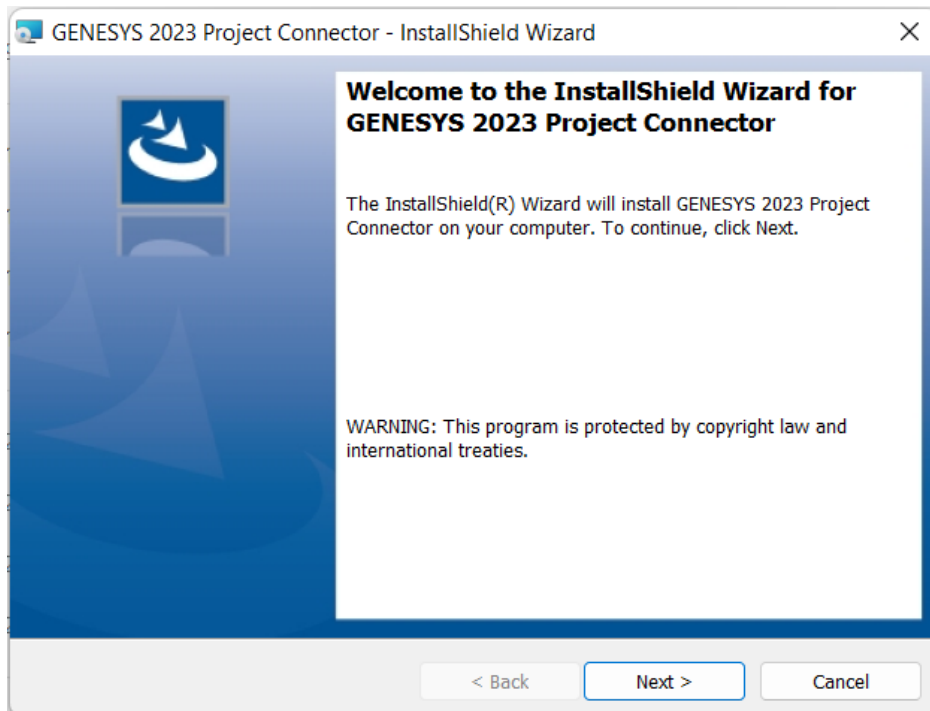 GENESYS 2023 Project Connector - InstallShield Wizard
Welcome to the InstallShield Wizard for
GENESYS 2023 Project Connector
The InstallShield(R) Wizard will install GENESYS 2023 Project
Connector on your computer. To continue, click Next.
WARNING: This program is protected by copyright law and
international treaties.
< Back
Next >
Cancel